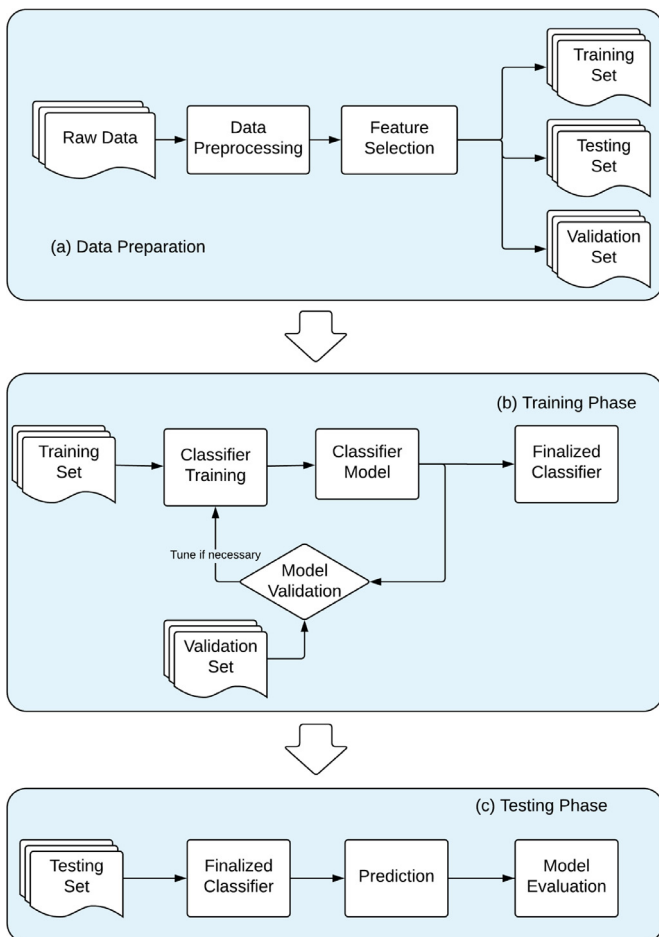 Training
Set
Raw Data
Data
Preprocessing
Feature
Selection
Testing
Set
Validation
Set
(a) Data Preparation
(b) Training Phase
Training
Set
Classifier
Training
Classifier
Model
Finalized
Classifier
Tune if necessary
Model
Validation
Validation
Set
(c) Testing Phase
Testing
Set
Finalized
Classifier
Prediction
Model
Evaluation